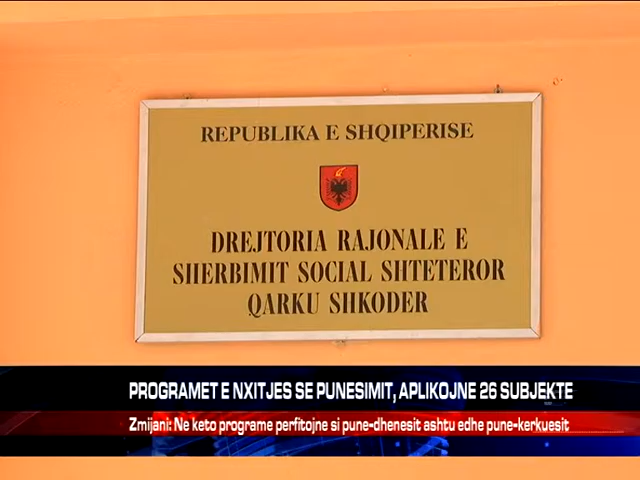 REPUBLIKA E SHQIPERISE
DREJTORIA RAJONALE E
SHERBIMIT SOCIAL SHTETEROR
QARKU SHKODER
PROGRAMET E NXITJES SE PUNESIMIT, APLIKOJNE 26 SUBJEKTE
Zmijani: Ne keto programe perfitojne si pune-dhenesit ashtu edhe pune-kerkuesit